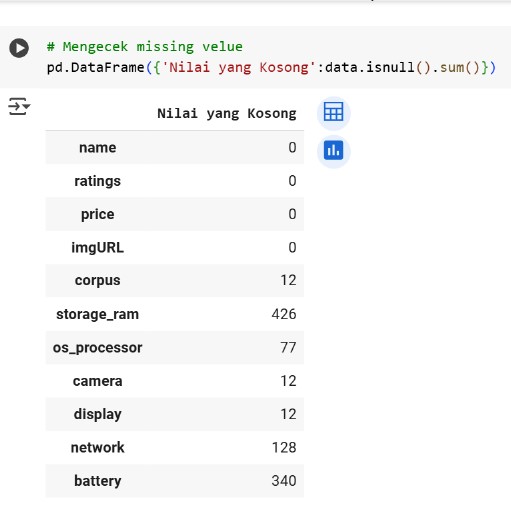 # Mengecek missing velue
pd.DataFrame({'Nilai yang Kosong':data.isnull().sum()})
Nilai yang Kosong
name 0
ratings 0
price 0
imgURL 0
corpus 12
storage_ram 426
os_processor 77
camera 12
display 12
network 128
battery 340